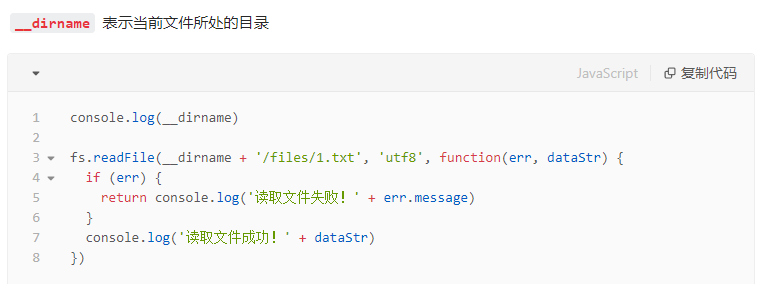 __dirname 表示当前文件所处的目录
JavaScript 复制代码
1 console.log(__dirname)
2
3 fs.readFile(__dirname + '/files/1.txt', 'utf8', function(err, dataStr) {
4 if (err) {
5 return console.log('读取文件失败！' + err.message)
6 }
7 console.log('读取文件成功！' + dataStr)
8 })